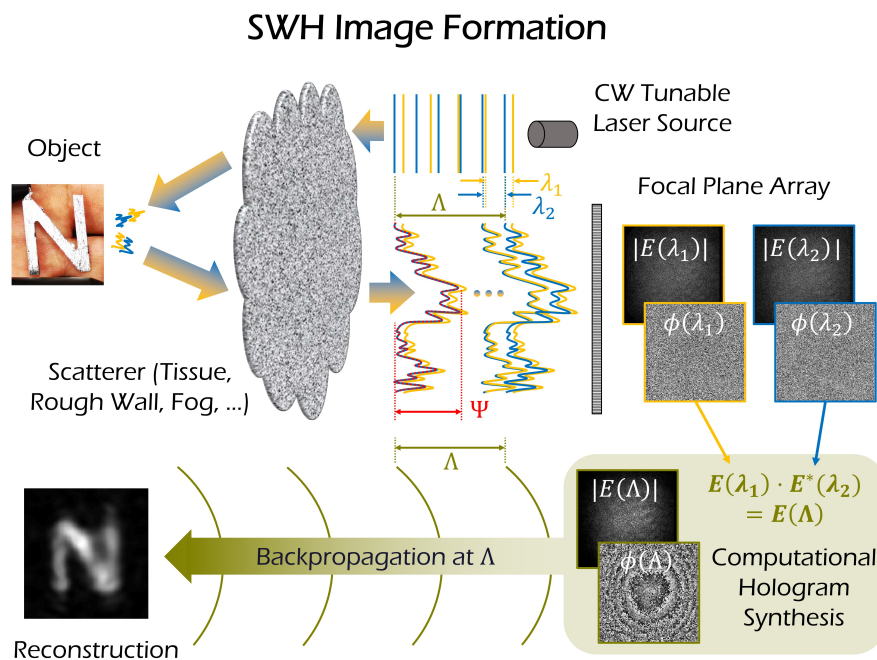 SWH Image Formation
CW Tunable
Laser Source
Object
λ₁
λ₂
Λ
Focal Plane Array
|E(λ₁)|
|E(λ₂)|
ϕ(λ₁)
ϕ(λ₂)
Scatterer (Tissue,
Rough Wall, Fog, ...)
Ψ
Λ
|E(Λ)|
E(λ₁) · E*(λ₂)
= E(Λ)
Backpropagation at Λ
ϕ(Λ)
Computational
Hologram
Synthesis
Reconstruction